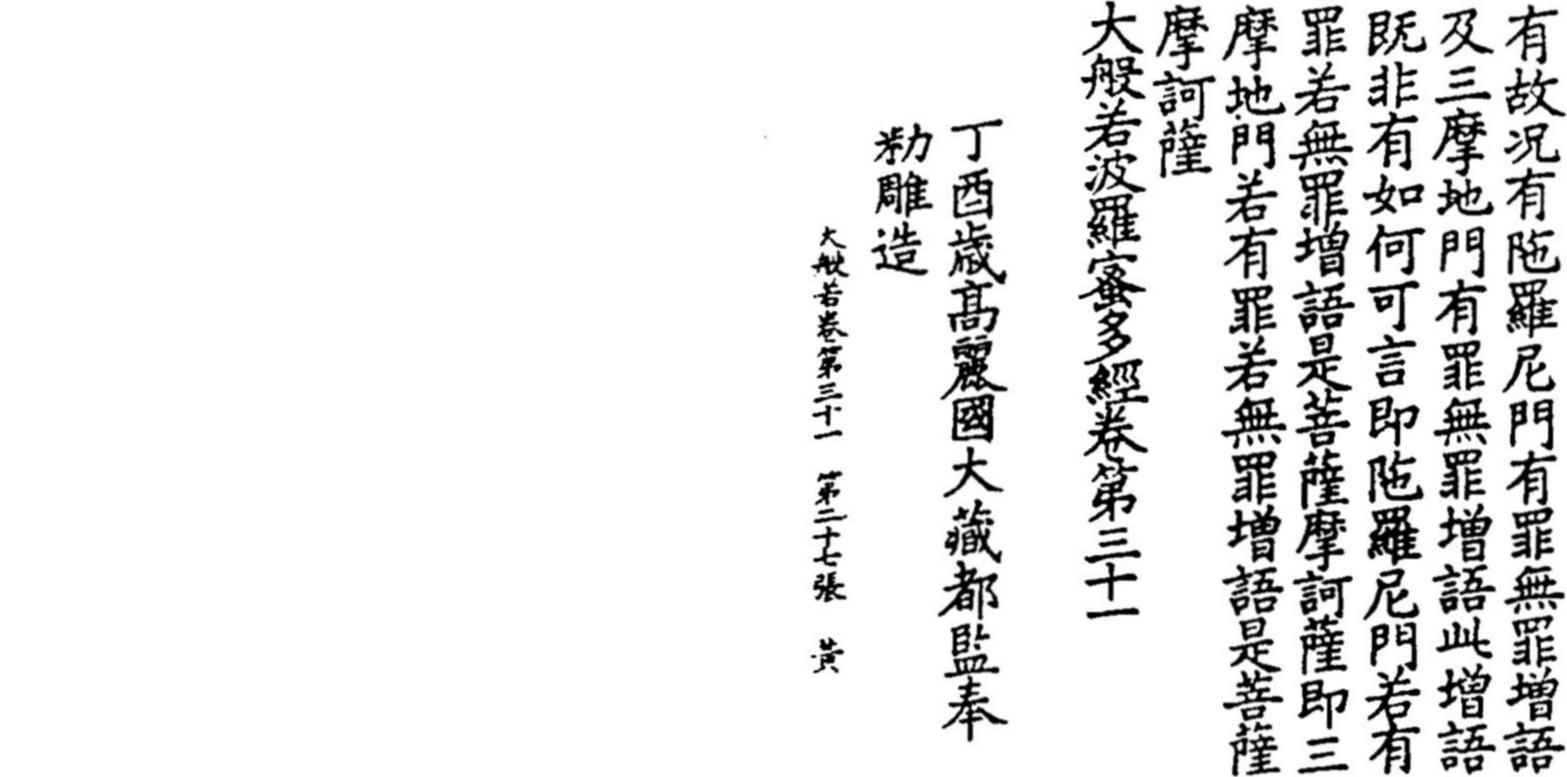 有故況有陁羅尼門有罪無罪增語
及三摩地門有罪無罪增語此增語
旣非有如何可言即陁羅尼門若有
罪若無罪增語是菩薩摩訶薩即三
摩地門若有罪若無罪增語是菩薩
摩訶薩
大般若波羅蜜多經卷第三十一
丁酉歲高麗國大藏都監奉
勅雕造
大般若卷第三十一 第二十七張 黃